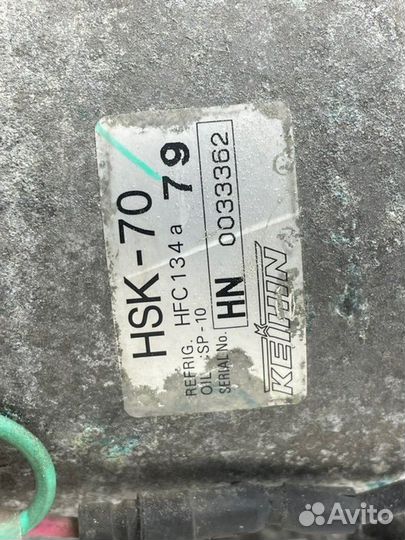 HSK-70
REFRIG. HFC134a 79
OIL :SP-10
SERIAL No. HN 0033362
KEIHIN
Avito